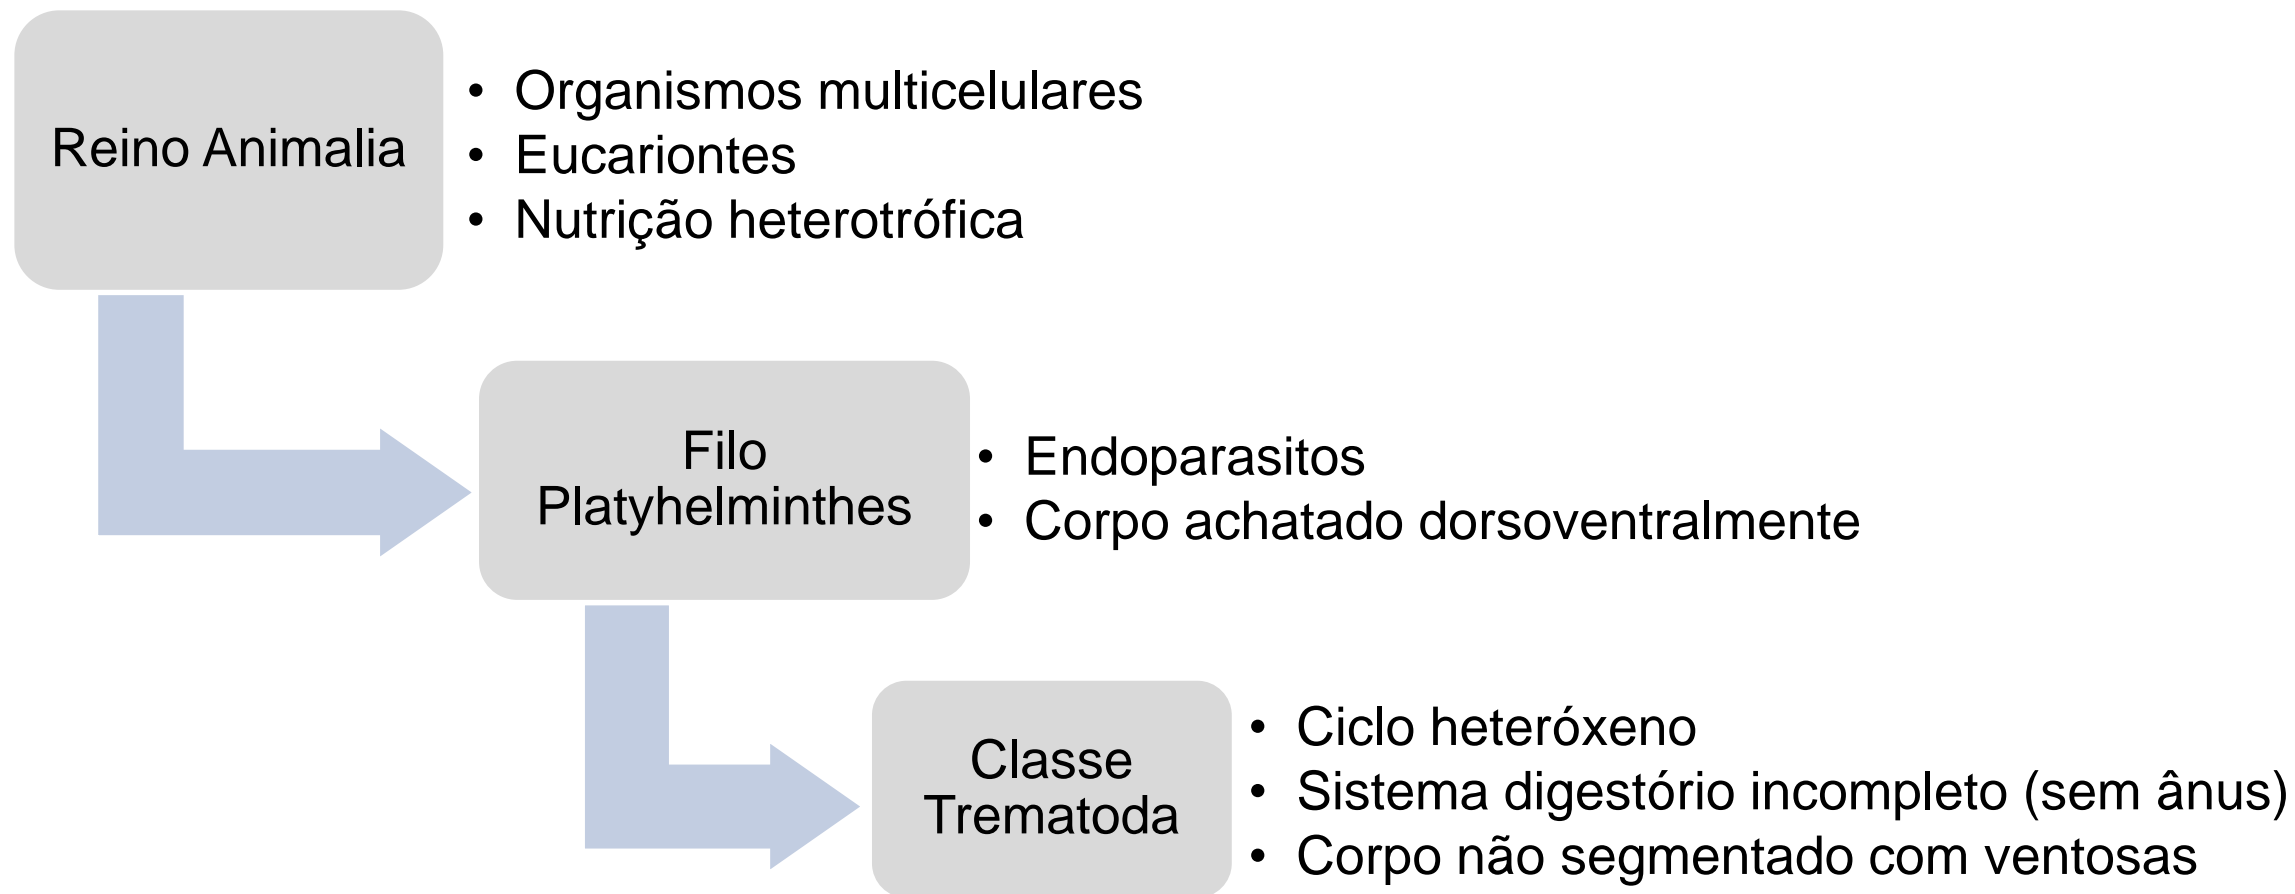 Reino Animalia
• Organismos multicelulares
• Eucariontes
• Nutrição heterotrófica
Filo
Platyhelminthes
• Endoparasitos
• Corpo achatado dorsoventralmente
Classe
Trematoda
• Ciclo heteróxeno
• Sistema digestório incompleto (sem ânus)
• Corpo não segmentado com ventosas